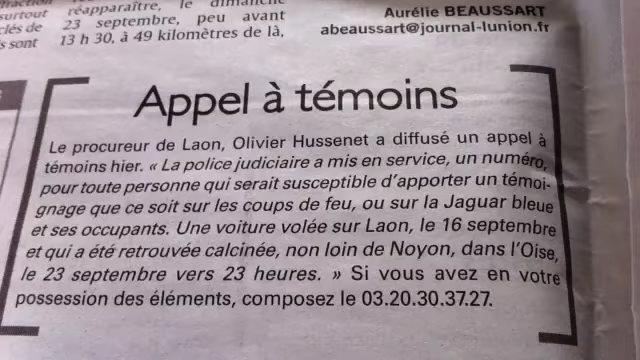 surtout réapparaître, le dimanche
clés de 23 septembre, peu avant
s sont 13 h 30, à 49 kilomètres de là,
Aurélie BEAUSSART
abeaussart@journal-lunion.fr
Appel à témoins
Le procureur de Laon, Olivier Hussenet a diffusé un appel à
témoins hier. « La police judiciaire a mis en service, un numéro,
pour toute personne qui serait susceptible d'apporter un témoi-
gnage que ce soit sur les coups de feu, ou sur la Jaguar bleue
et ses occupants. Une voiture volée sur Laon, le 16 septembre
et qui a été retrouvée calcinée, non loin de Noyon, dans l'Oise,
le 23 septembre vers 23 heures. » Si vous avez en votre
possession des éléments, composez le 03.20.30.37.27.